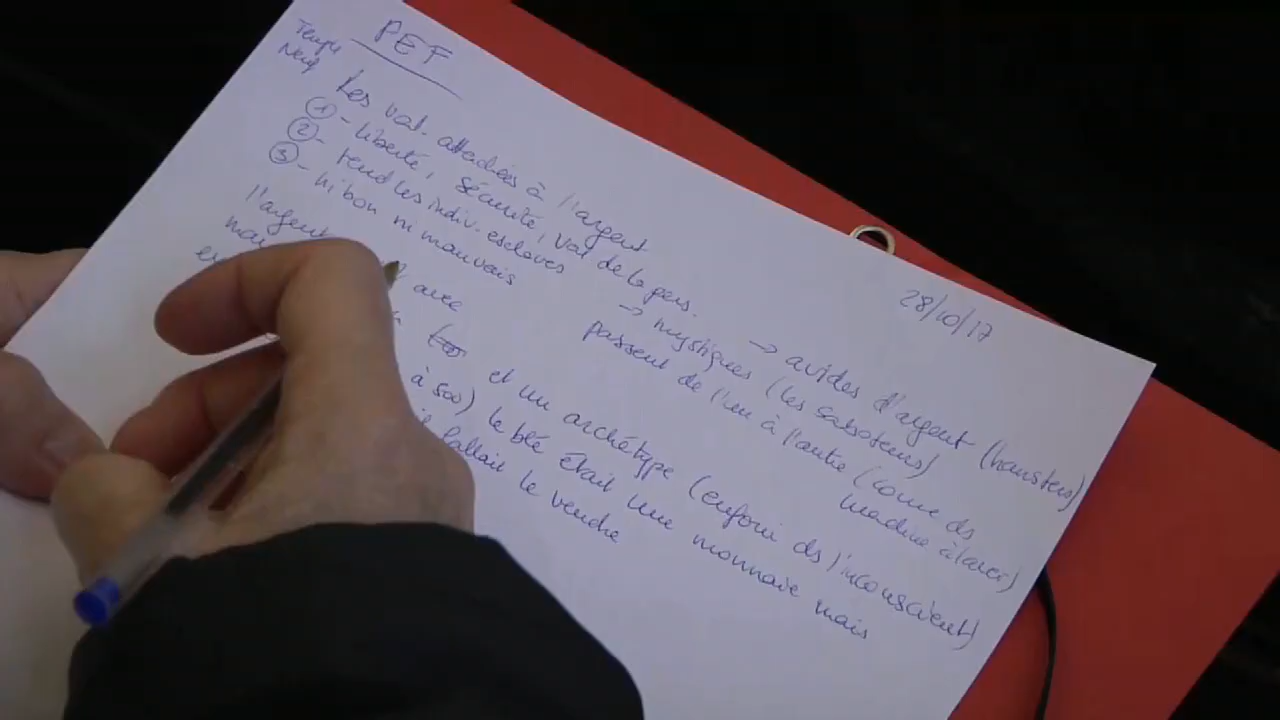 Temps
Neuf
PEF
28/10/17
Les val. attachées à l'argent
① - liberté, sécurité, val de la pers. → avides d'argent (hamsters)
② - rend les indiv. esclaves → mystiques (les saboteurs)
③ - ni bon ni mauvais passent de l'un à l'autre (comme ds
machine à laver)
l'argent
avec et un archétype (enfoui ds l'inconscient)
à 500) le blé était une monnaie mais
il fallait le vendre